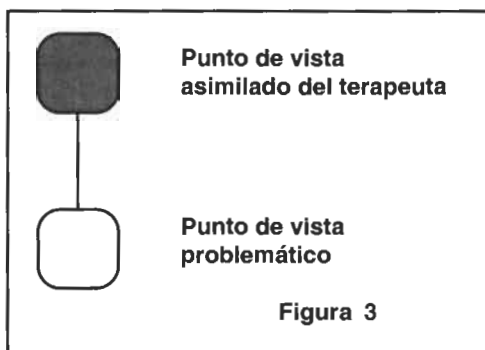 Punto de vista
asimilado del terapeuta
Punto de vista
problemático
Figura 3